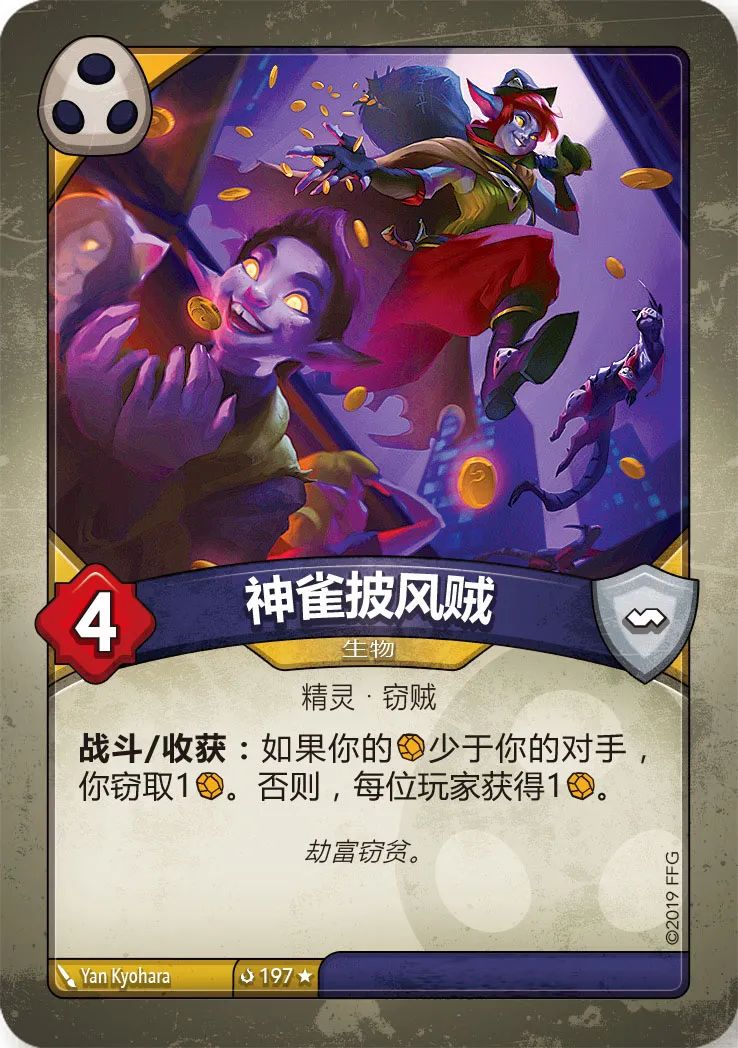 4
神雀披风贼
生物
精灵 · 窃贼
战斗/收获：如果你的少于你的对手，
你窃取1。否则，每位玩家获得1。
劫富窃贫。
©2019 FFG
Yan Kyohara
197